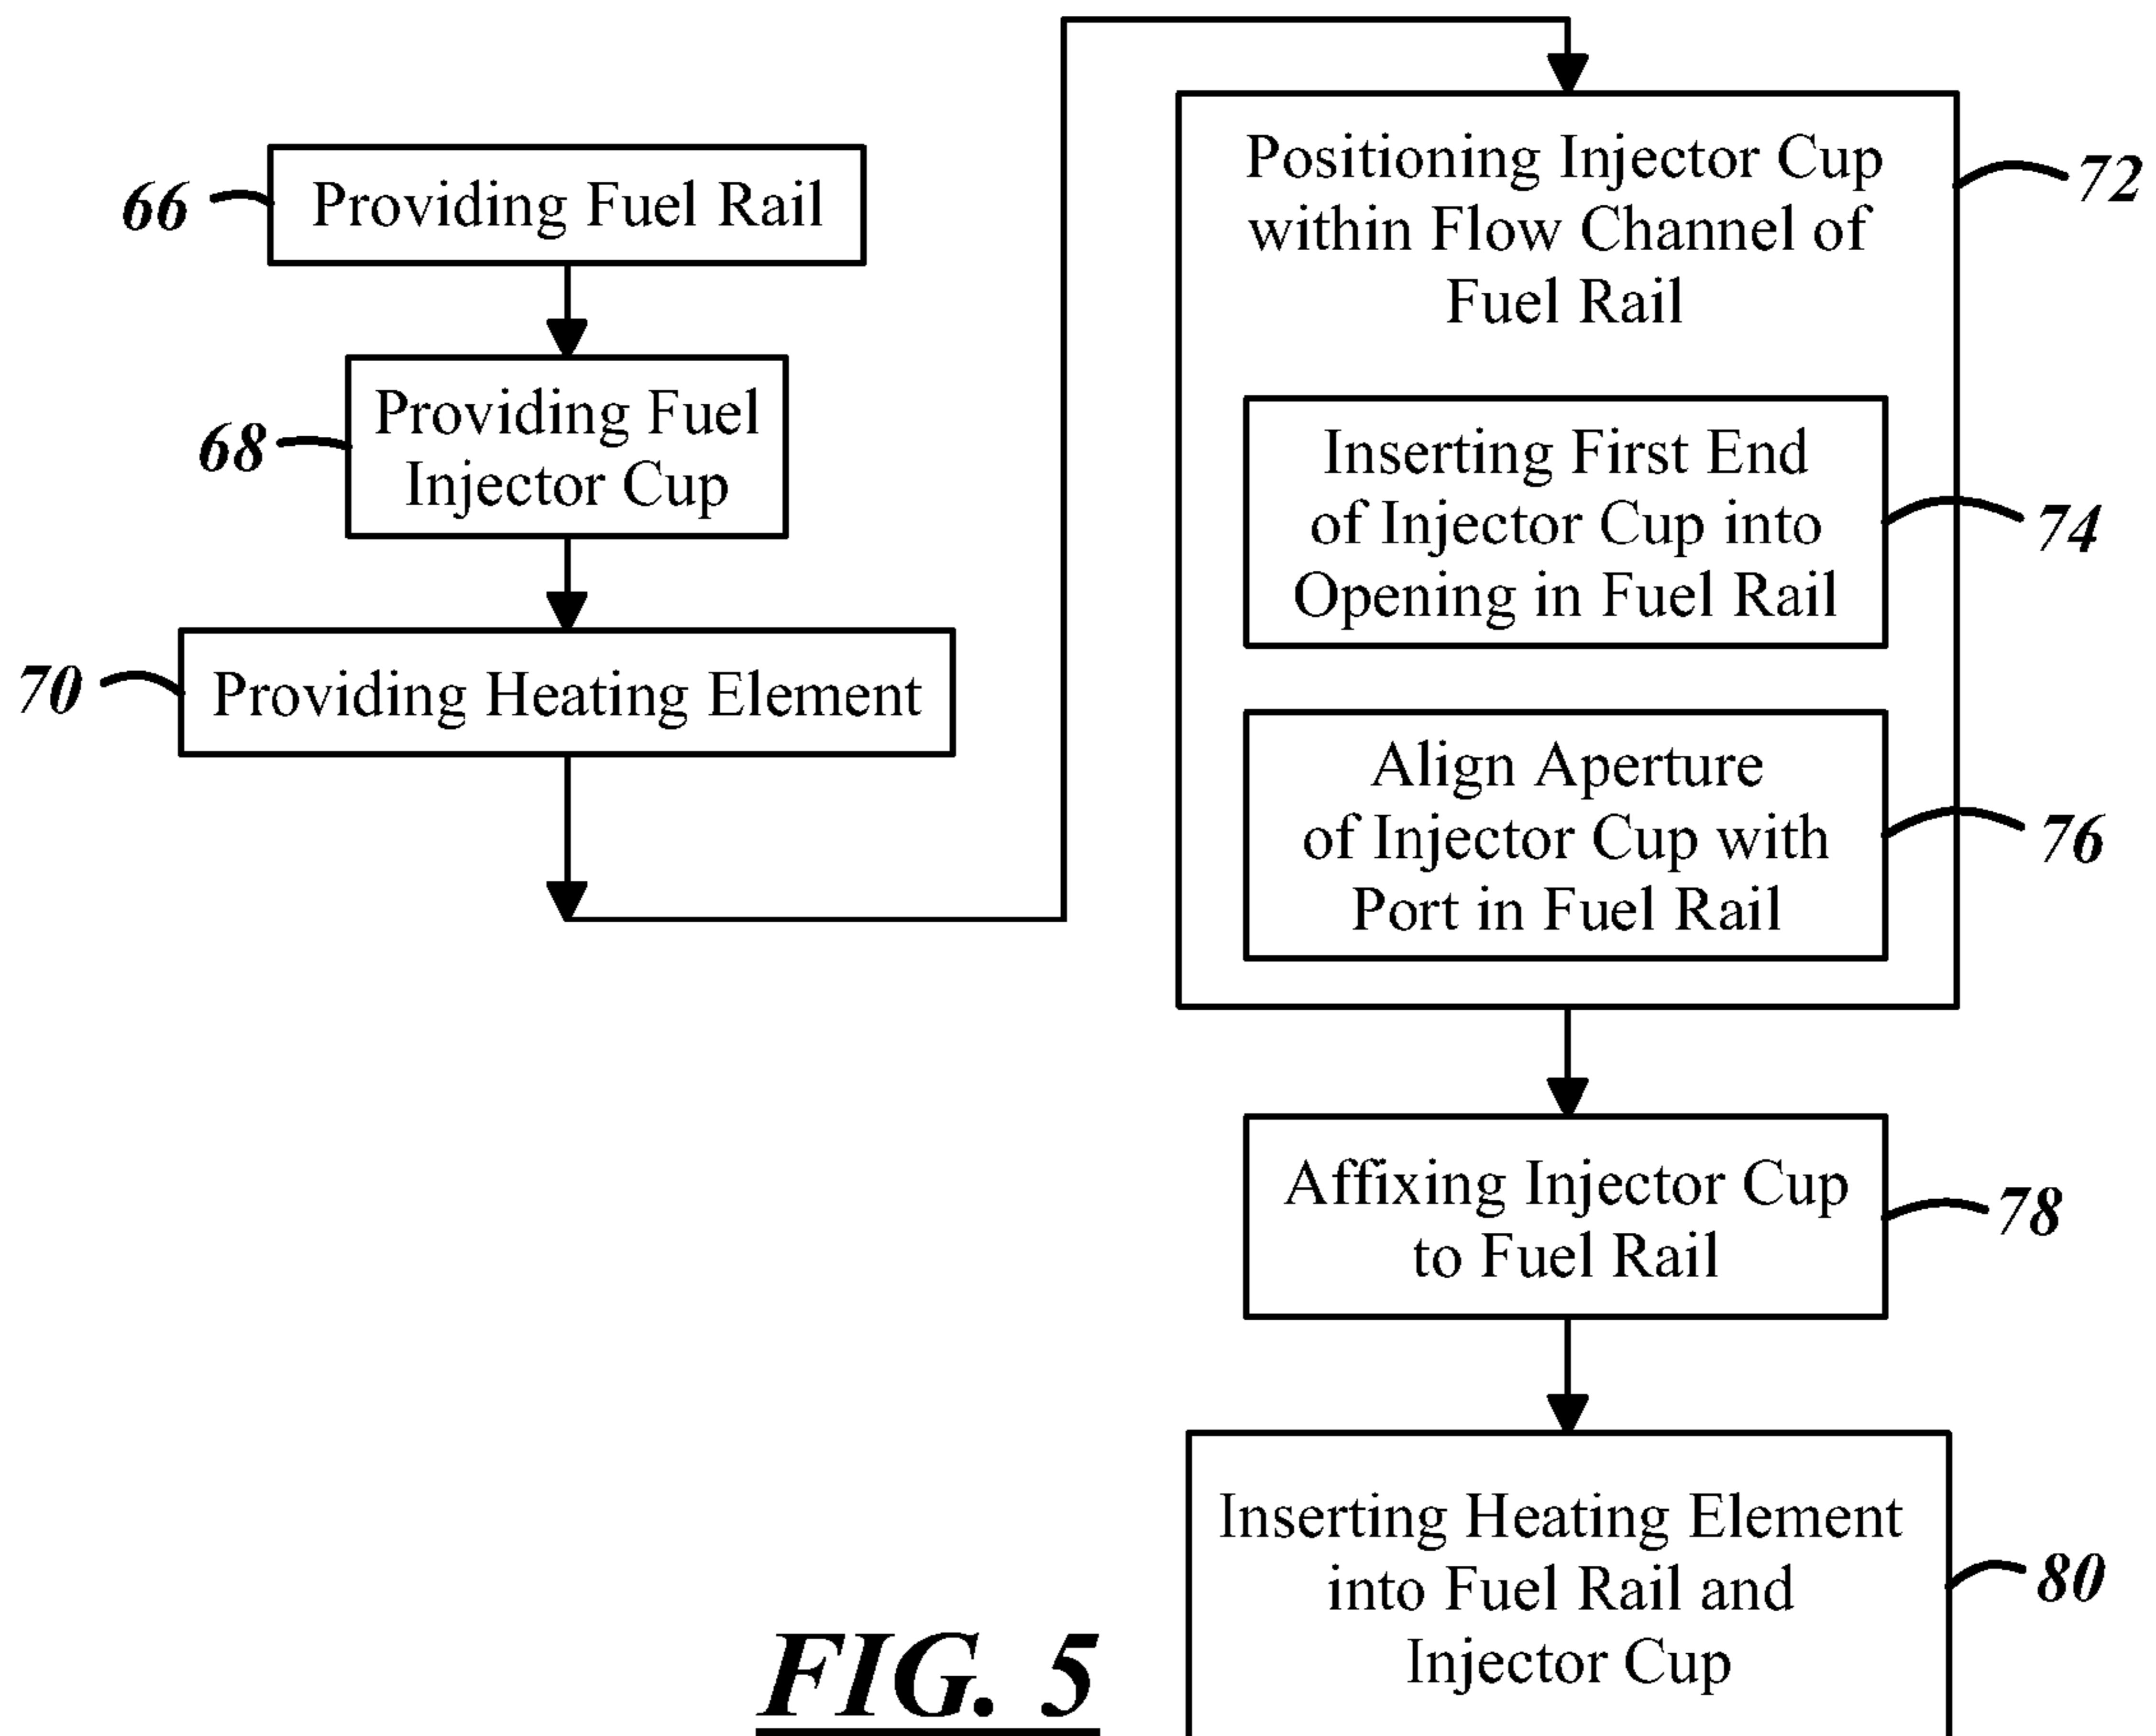 66
Providing Fuel Rail
68
Providing Fuel
Injector Cup
70
Providing Heating Element
Positioning Injector Cup
within Flow Channel of
Fuel Rail
72
Inserting First End
of Injector Cup into
Opening in Fuel Rail
74
Align Aperture
of Injector Cup with
Port in Fuel Rail
76
Affixing Injector Cup
to Fuel Rail
78
Inserting Heating Element
into Fuel Rail and
Injector Cup
80
FIG. 5